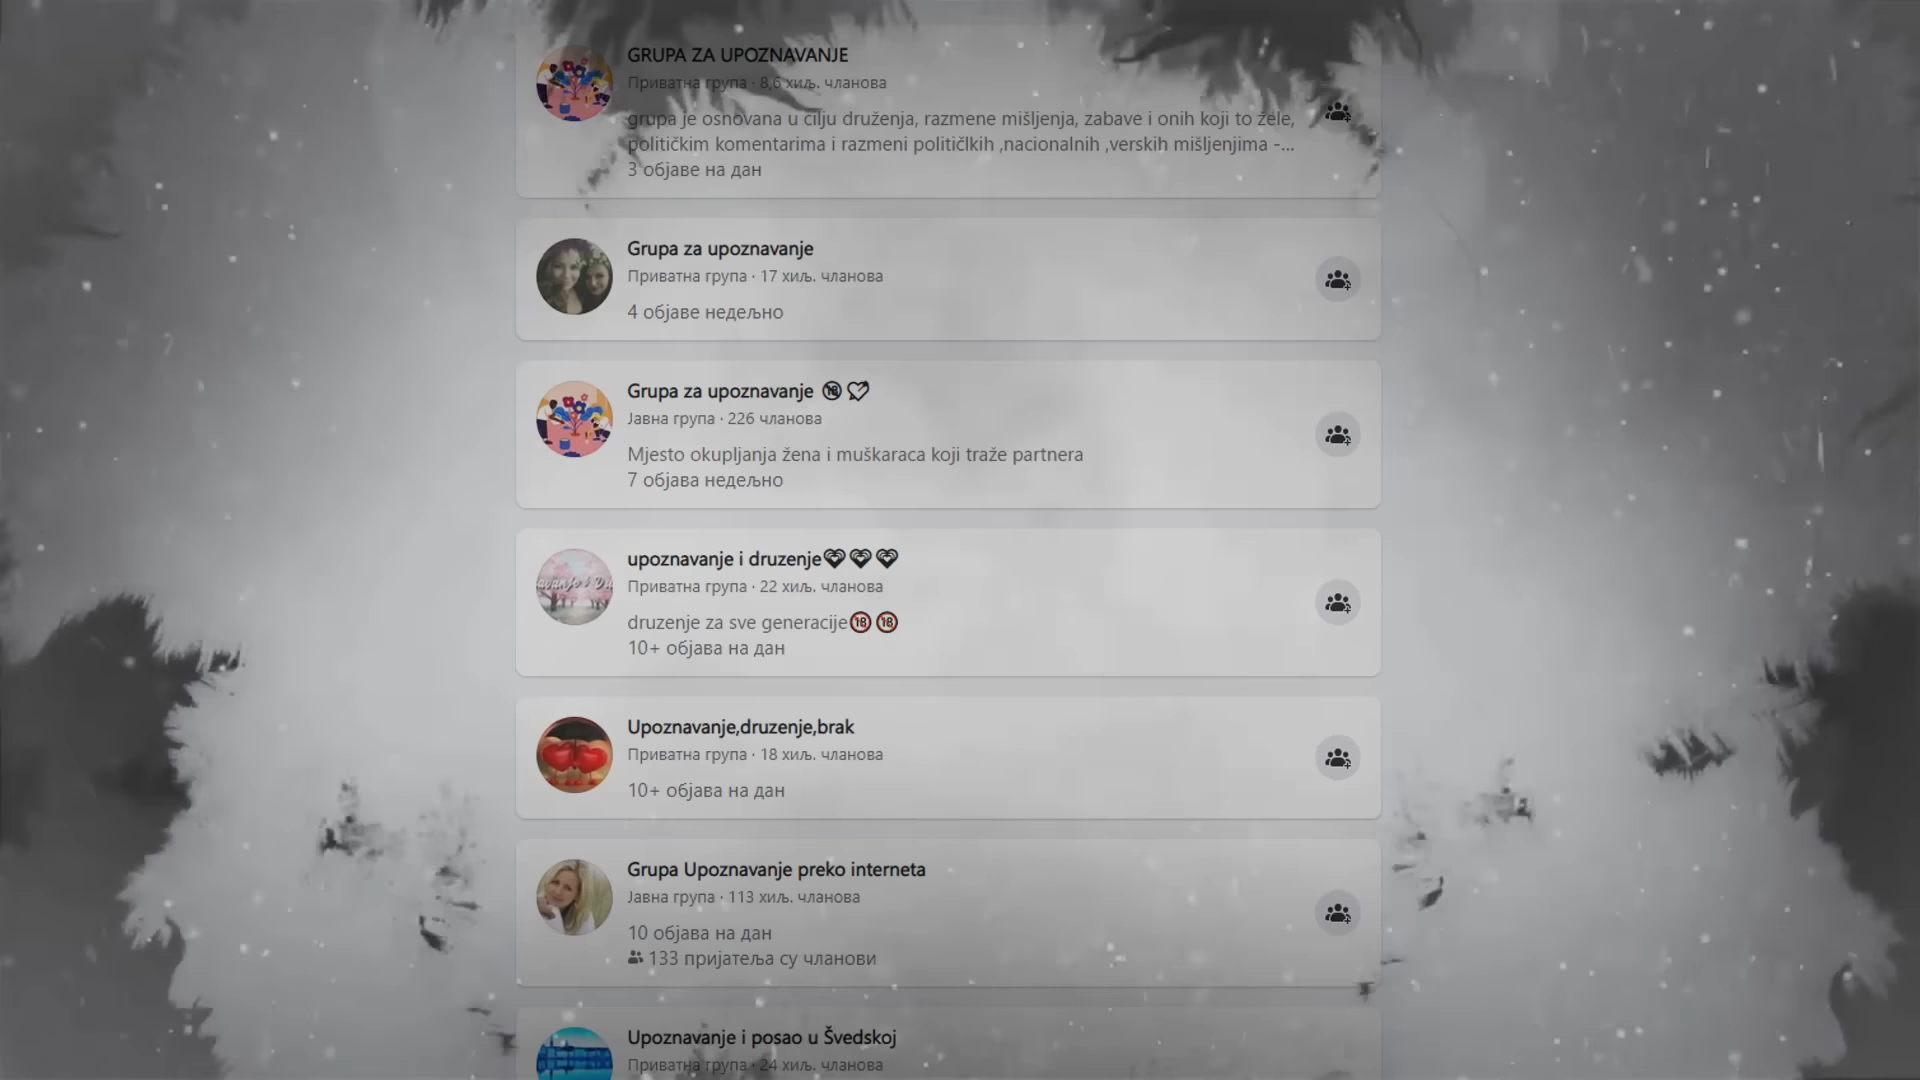 GRUPA ZA UPOZNAVANJE
Приватна група · 8,6 хиљ. чланова
grupa je osnovana u cilju druženja, razmene mišljenja, zabave i onih koji to žele,
političkim komentarima i razmeni političlkih ,nacionalnih ,verskih mišljenjima -...
3 објаве на дан
Grupa za upoznavanje
Приватна група · 17 хиљ. чланова
4 објаве недељно
Grupa za upoznavanje 🔞 💘
Јавна група · 226 чланова
Mjesto okupljanja žena i muškaraca koji traže partnera
7 објава недељно
upoznavanje i druzenje💗💗💗
Приватна група · 22 хиљ. чланова
druzenje za sve generacije🔞🔞
10+ објава на дан
Upoznavanje,druzenje,brak
Приватна група · 18 хиљ. чланова
10+ објава на дан
Grupa Upoznavanje preko interneta
Јавна група · 113 хиљ. чланова
10 објава на дан
133 пријатеља су чланови
Upoznavanje i posao u Švedskoj
Приватна група · 24 хиљ. чланова